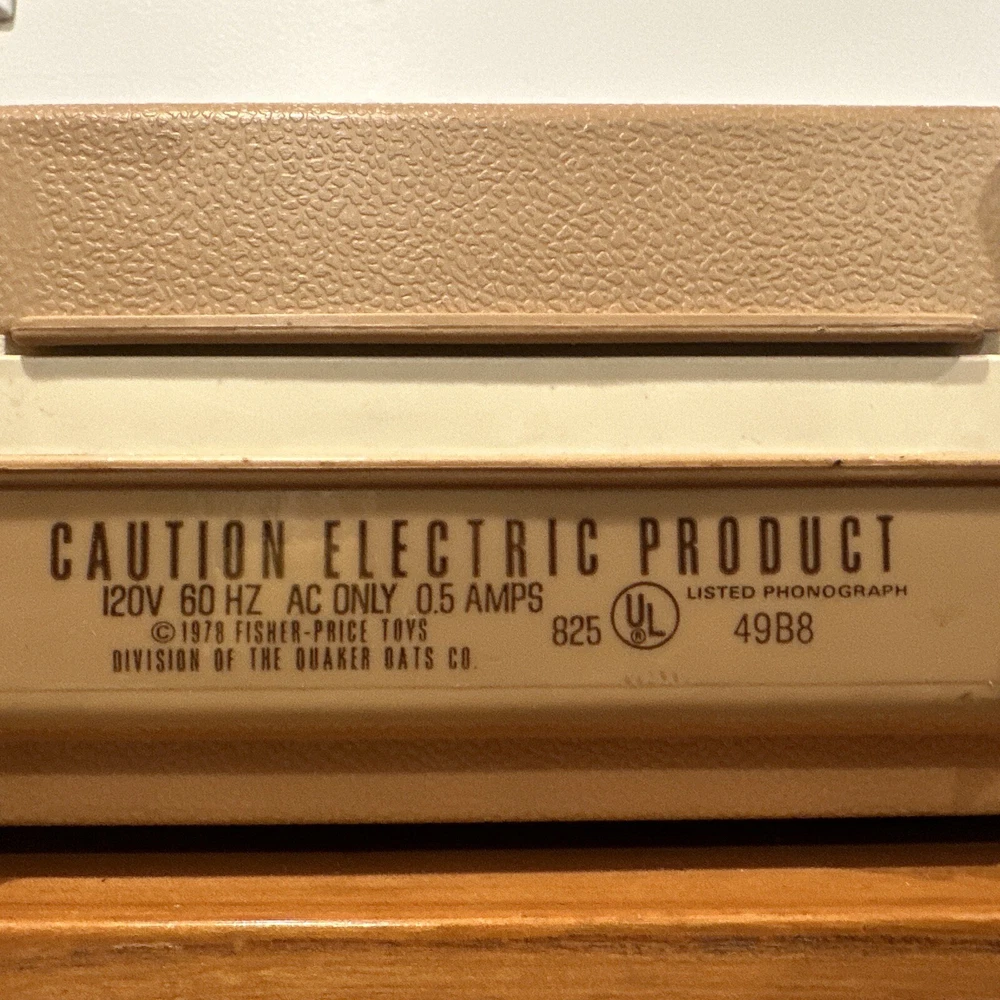 CAUTION ELECTRIC PRODUCT
120V 60 HZ AC ONLY 0.5 AMPS
©1978 FISHER-PRICE TOYS
DIVISION OF THE QUAKER OATS CO.
825
UL
®
LISTED PHONOGRAPH
49B8